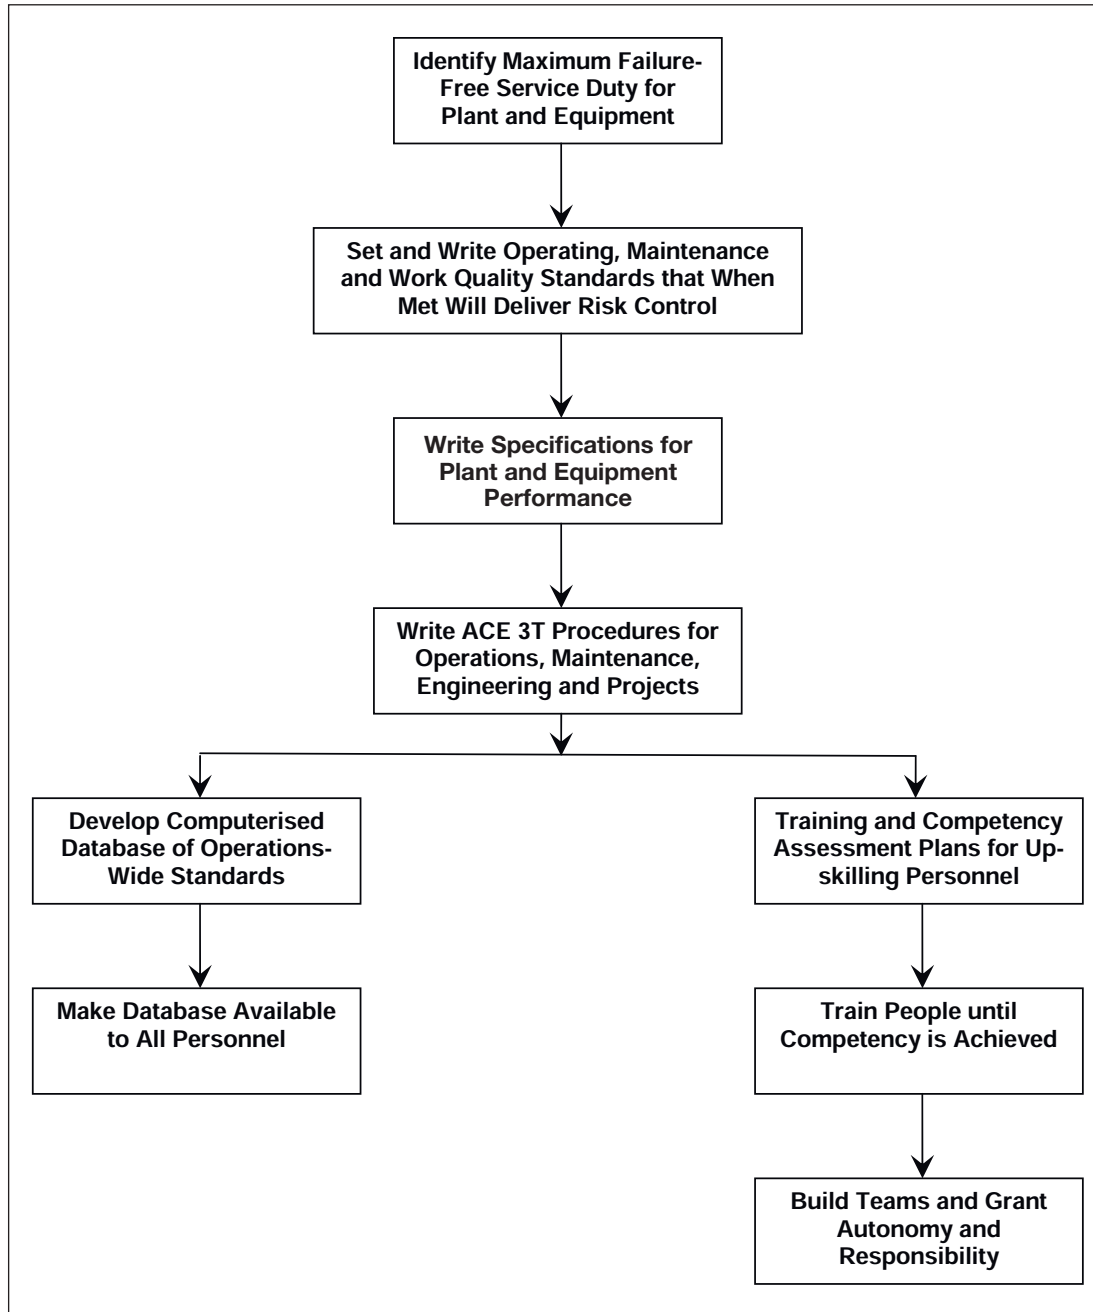 Identify Maximum Failure-
Free Service Duty for
Plant and Equipment
Set and Write Operating, Maintenance
and Work Quality Standards that When
Met Will Deliver Risk Control
Write Specifications for
Plant and Equipment
Performance
Write ACE 3T Procedures for
Operations, Maintenance,
Engineering and Projects
Develop Computerised
Database of Operations-
Wide Standards
Training and Competency
Assessment Plans for Up-
skilling Personnel
Make Database Available
to All Personnel
Train People until
Competency is Achieved
Build Teams and Grant
Autonomy and
Responsibility